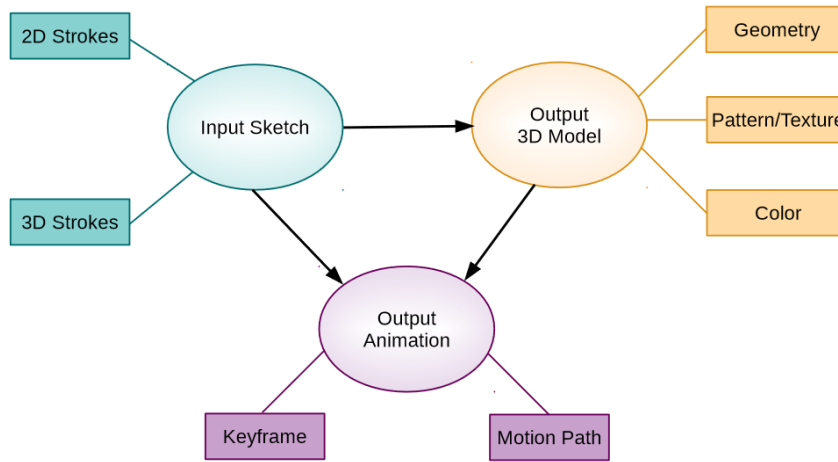 2D Strokes
Geometry
Input Sketch
Output
3D Model
Pattern/Texture
3D Strokes
Color
Output
Animation
Keyframe
Motion Path